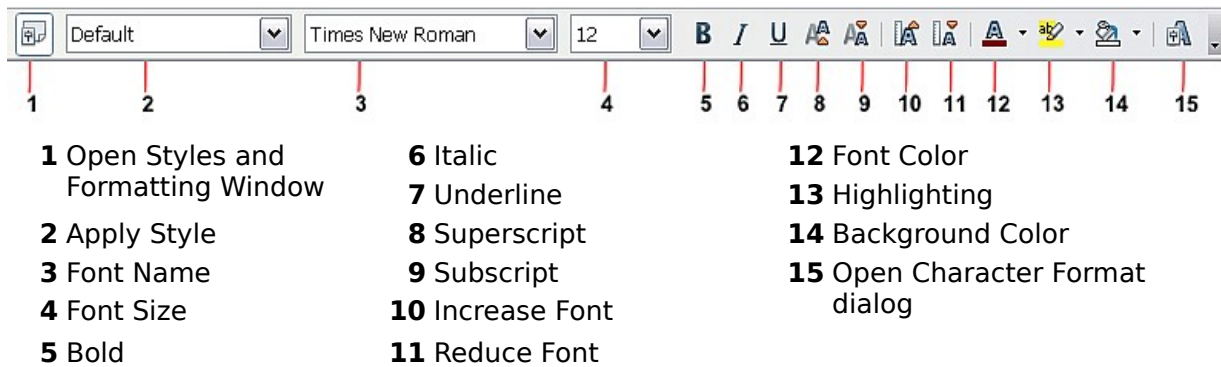 Default Times New Roman 12 B I U A A A A A ab A
1 2 3 4 5 6 7 8 9 10 11 12 13 14 15
1 Open Styles and
Formatting Window
2 Apply Style
3 Font Name
4 Font Size
5 Bold
6 Italic
7 Underline
8 Superscript
9 Subscript
10 Increase Font
11 Reduce Font
12 Font Color
13 Highlighting
14 Background Color
15 Open Character Format
dialog